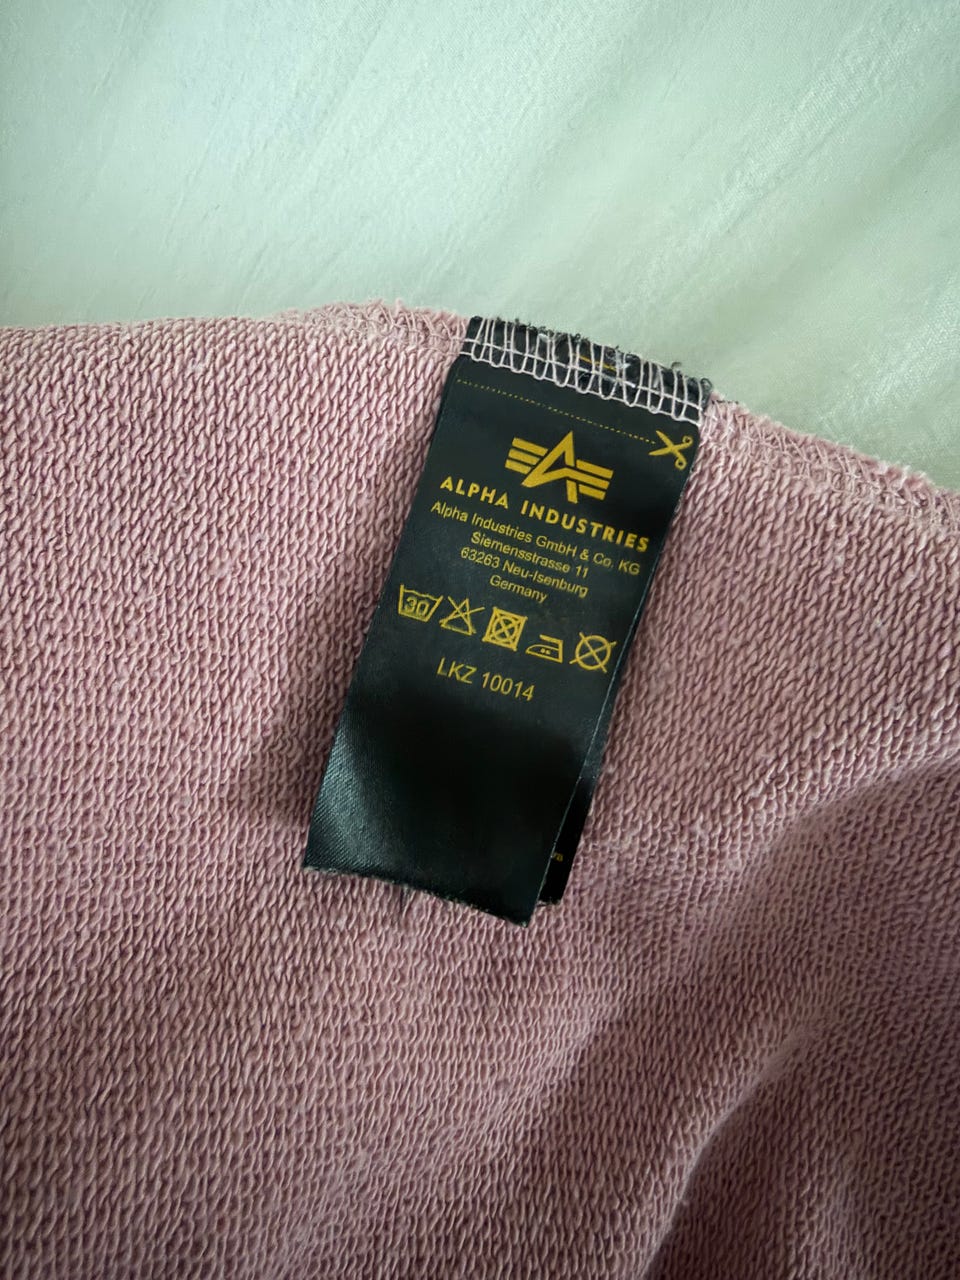 ALPHA INDUSTRIES
Alpha Industries GmbH & Co. KG
Siemensstrasse 11
63263 Neu-Isenburg
Germany
30
LKZ 10014